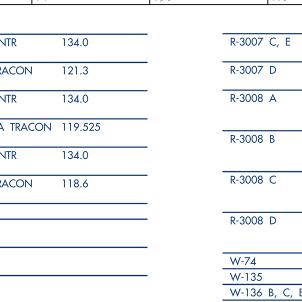 NTR 134.0
RACON 121.3
NTR 134.0
A TRACON 119.525
NTR 134.0
RACON 118.6
R-3007 C, E
R-3007 D
R-3008 A
R-3008 B
R-3008 C
R-3008 D
W-74
W-135
W-136 B, C, E